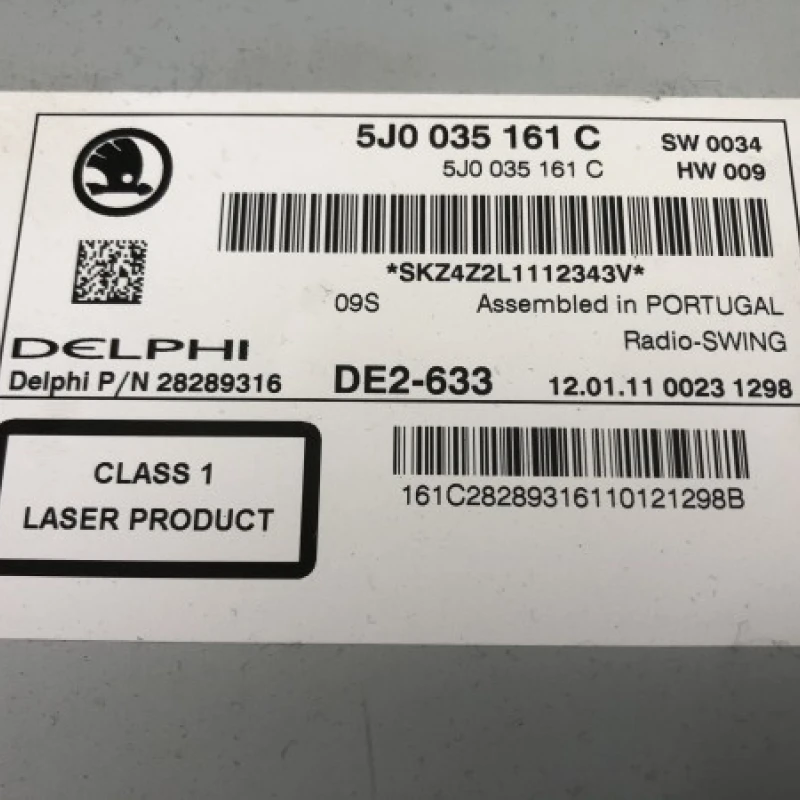 5J0 035 161 C SW 0034
5J0 035 161 C HW 009
*SKZ4Z2L1112343V*
09S Assembled in PORTUGAL
DELPHI Radio-SWING
Delphi P/N 28289316 DE2-633 12.01.11 0023 1298
CLASS 1
LASER PRODUCT
161C28289316110121298B